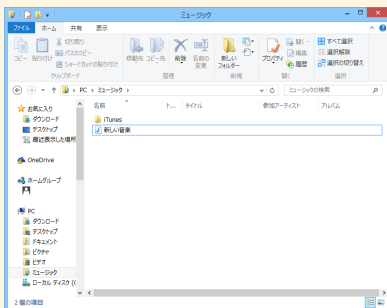 ミュージック
ファイル ホーム 共有 表示
コピー 貼り付け 切り取り パスのコピー ショートカットの貼り付け 移動先 コピー先 削除 名前の変更 新しいフォルダー プロパティ 開く 編集 履歴 すべて選択 選択解除 選択の切り替え
クリップボード 整理 新規 開く 選択
PC ミュージック ミュージックの検索
お気に入り 名前 ト... タイトル 参加アーティスト アルバム
ダウンロード iTunes
デスクトップ 新しい音楽
最近表示した場所
OneDrive
ホームグループ
PC
ダウンロード
デスクトップ
ドキュメント
ピクチャ
ビデオ
ミュージック
ローカル ディスク (C
2 個の項目